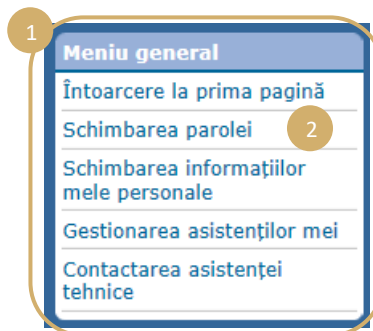 1
Meniu general
Întoarcere la prima pagină
Schimbarea parolei
2
Schimbarea informațiilor
mele personale
Gestionarea asistenților mei
Contactarea asistenței
tehnice